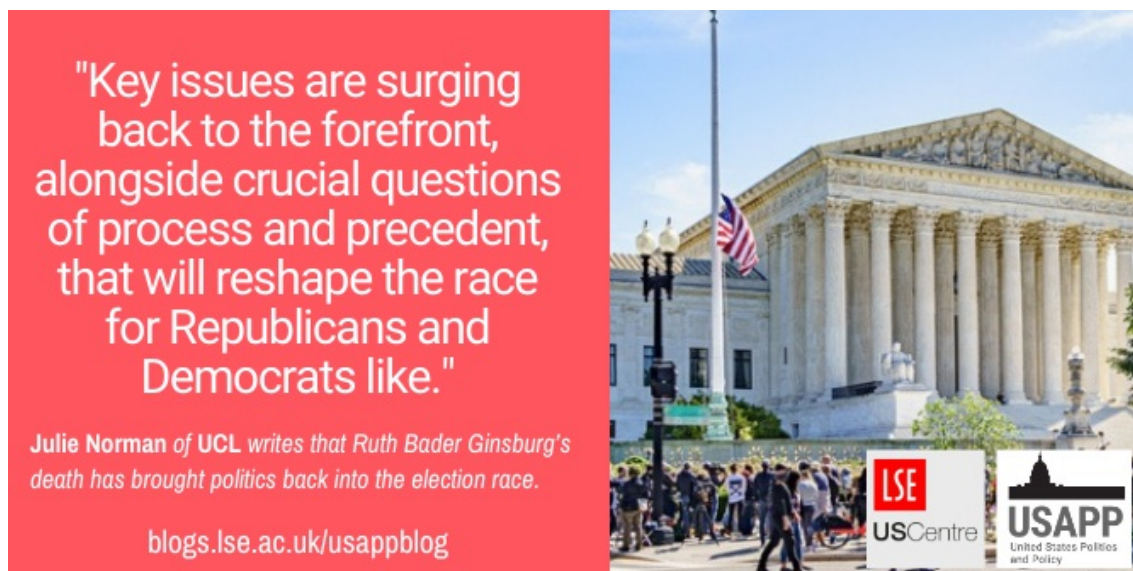 "Key issues are surging
back to the forefront,
alongside crucial questions
of process and precedent,
that will reshape the race
for Republicans and
Democrats like."
Julie Norman of UCL writes that Ruth Bader Ginsburg's
death has brought politics back into the election race.
blogs.lse.ac.uk/usappblog
LSE
USCentre
USAPP
United States Politics
and Policy